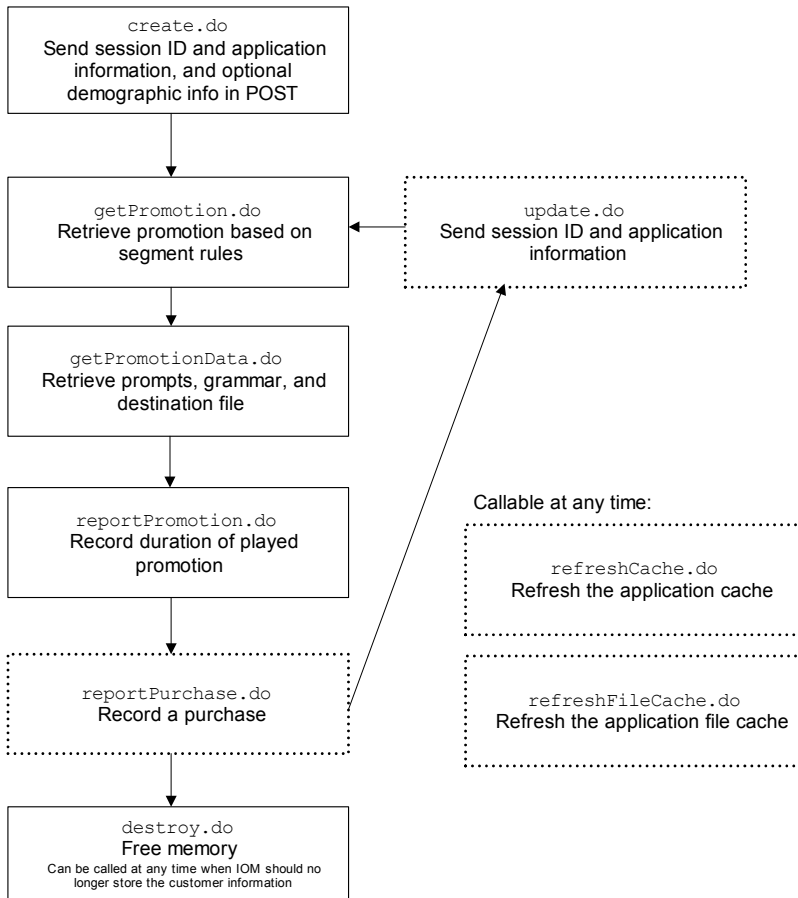 create.do
Send session ID and application
information, and optional
demographic info in POST
getPromotion.do
Retrieve promotion based on
segment rules
update.do
Send session ID and application
information
getPromotionData.do
Retrieve prompts, grammar, and
destination file
reportPromotion.do
Record duration of played
promotion
Callable at any time:
refreshCache.do
Refresh the application cache
reportPurchase.do
Record a purchase
refreshFileCache.do
Refresh the application file cache
destroy.do
Free memory
Can be called at any time when IOM should no
longer store the customer information